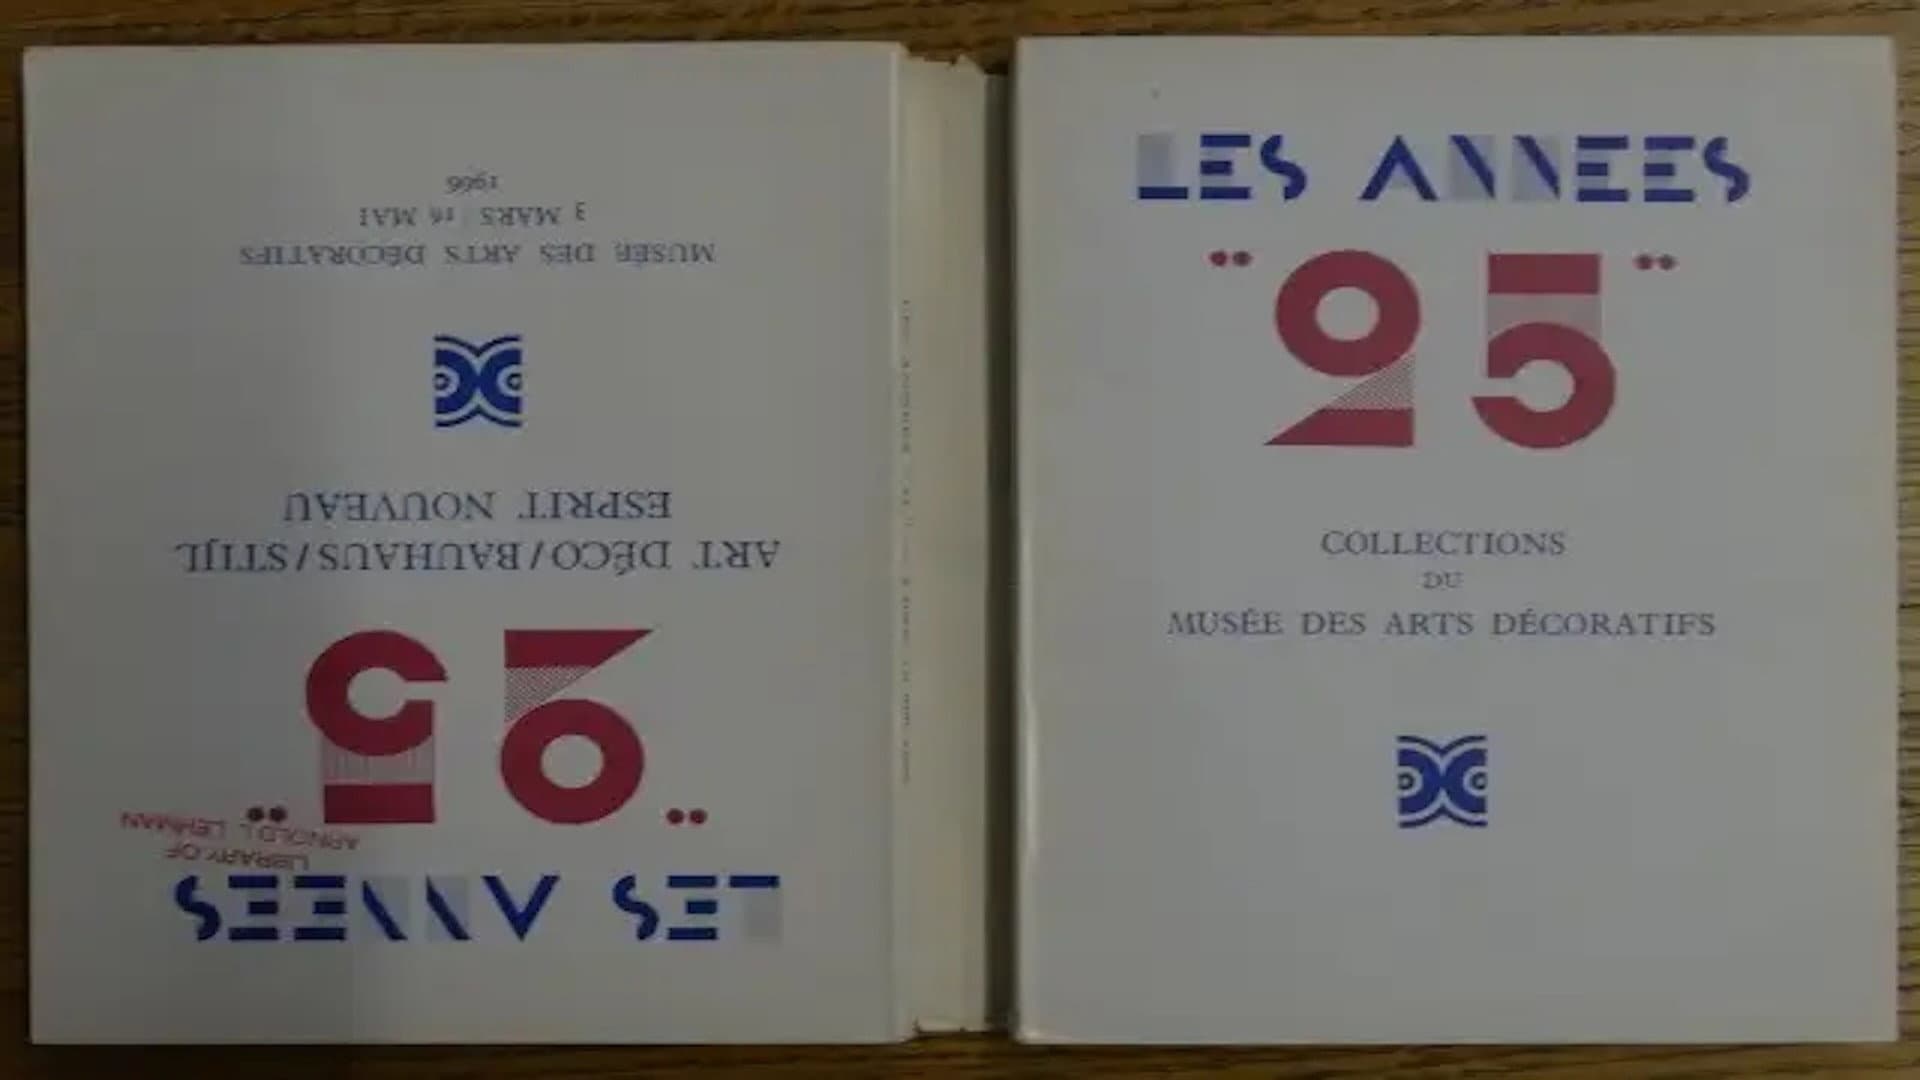 LES ANNEES
"25"
COLLECTIONS
DU
MUSÉE DES ARTS DÉCORATIFS
LES ANNEES
LIBRARY OF
ARNOLD L. LEHMAN
"25"
ART DÉCO/BAUHAUS/STIJL
ESPRIT NOUVEAU
MUSÉE DES ARTS DÉCORATIFS
3 MARS/16 MAI
1966